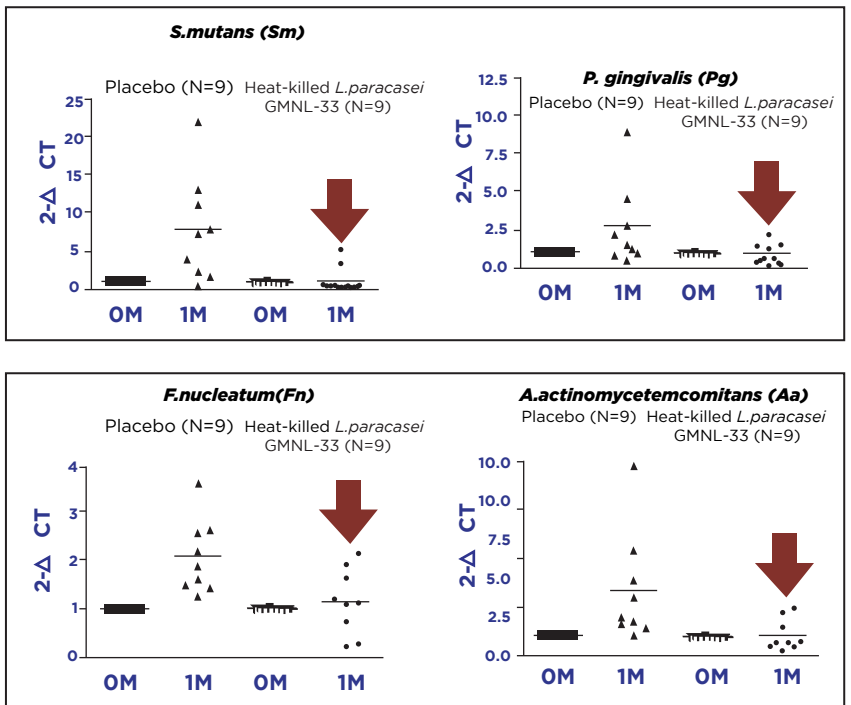 S.mutans (Sm)
Placebo (N=9) Heat-killed L.paracasei
GMNL-33 (N=9)
2-Δ CT
25
20
15
10
5
0
0M 1M 0M 1M
P. gingivalis (Pg)
Placebo (N=9) Heat-killed L.paracasei
GMNL-33 (N=9)
2-Δ CT
12.5
10.0
7.5
5.0
2.5
0.0
0M 1M 0M 1M
F.nucleatum(Fn)
Placebo (N=9) Heat-killed L.paracasei
GMNL-33 (N=9)
2-Δ CT
4
3
2
1
0
0M 1M 0M 1M
A.actinomycetemcomitans (Aa)
Placebo (N=9) Heat-killed L.paracasei
GMNL-33 (N=9)
2-Δ CT
10.0
10.0
7.5
5.0
2.5
0.0
0M 1M 0M 1M